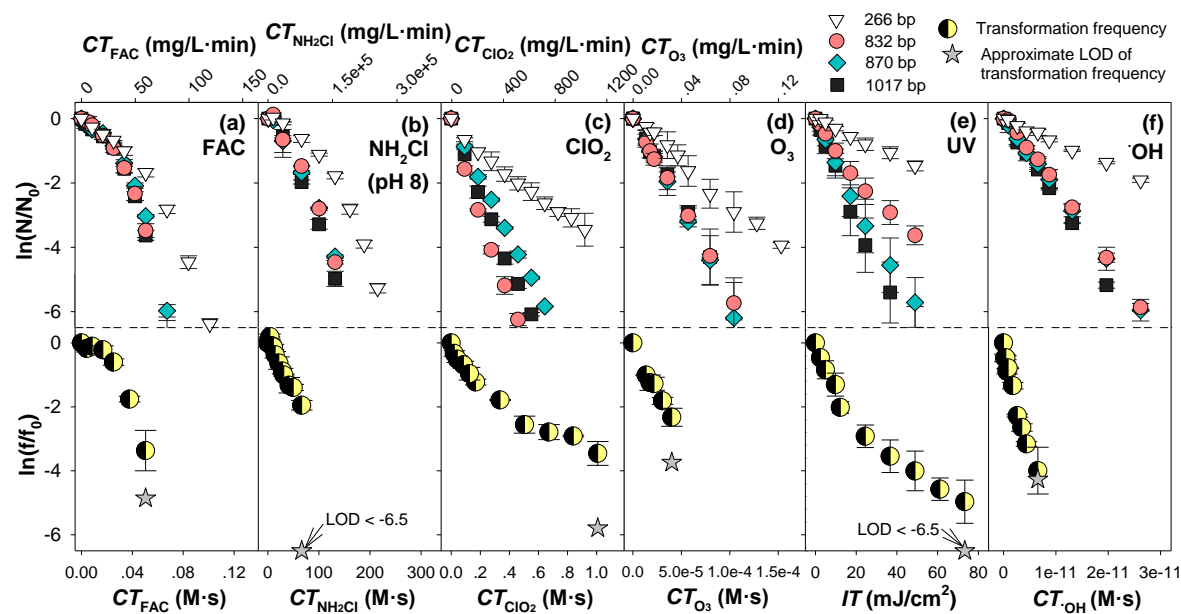 CT_FAC (mg/L·min)
CT_NH2Cl (mg/L·min)
CT_ClO2 (mg/L·min)
CT_O3 (mg/L·min)
266 bp
832 bp
870 bp
1017 bp
Transformation frequency
Approximate LOD of
transformation frequency
0 50 100 150
0.0 1.5e+5 3.0e+5
0 400 800 1200
0.00 .04 .08 0.12
(a)
FAC
(b)
NH2Cl
(pH 8)
(c)
ClO2
(d)
O3
(e)
UV
(f)
·OH
ln(N/N0)
0
-2
-4
-6
ln(f/f0)
0
-2
-4
-6
LOD < -6.5
LOD < -6.5
0.00 .04 .08 .12
0 100 200 300
0.0 .2 .4 .6 .8 1.0
0.0 5.0e-5 1.0e-4 1.5e-4
0 20 40 60 80
0 1e-11 2e-11 3e-11
CT_FAC (M·s)
CT_NH2Cl (M·s)
CT_ClO2 (M·s)
CT_O3 (M·s)
IT (mJ/cm²)
CT_·OH (M·s)